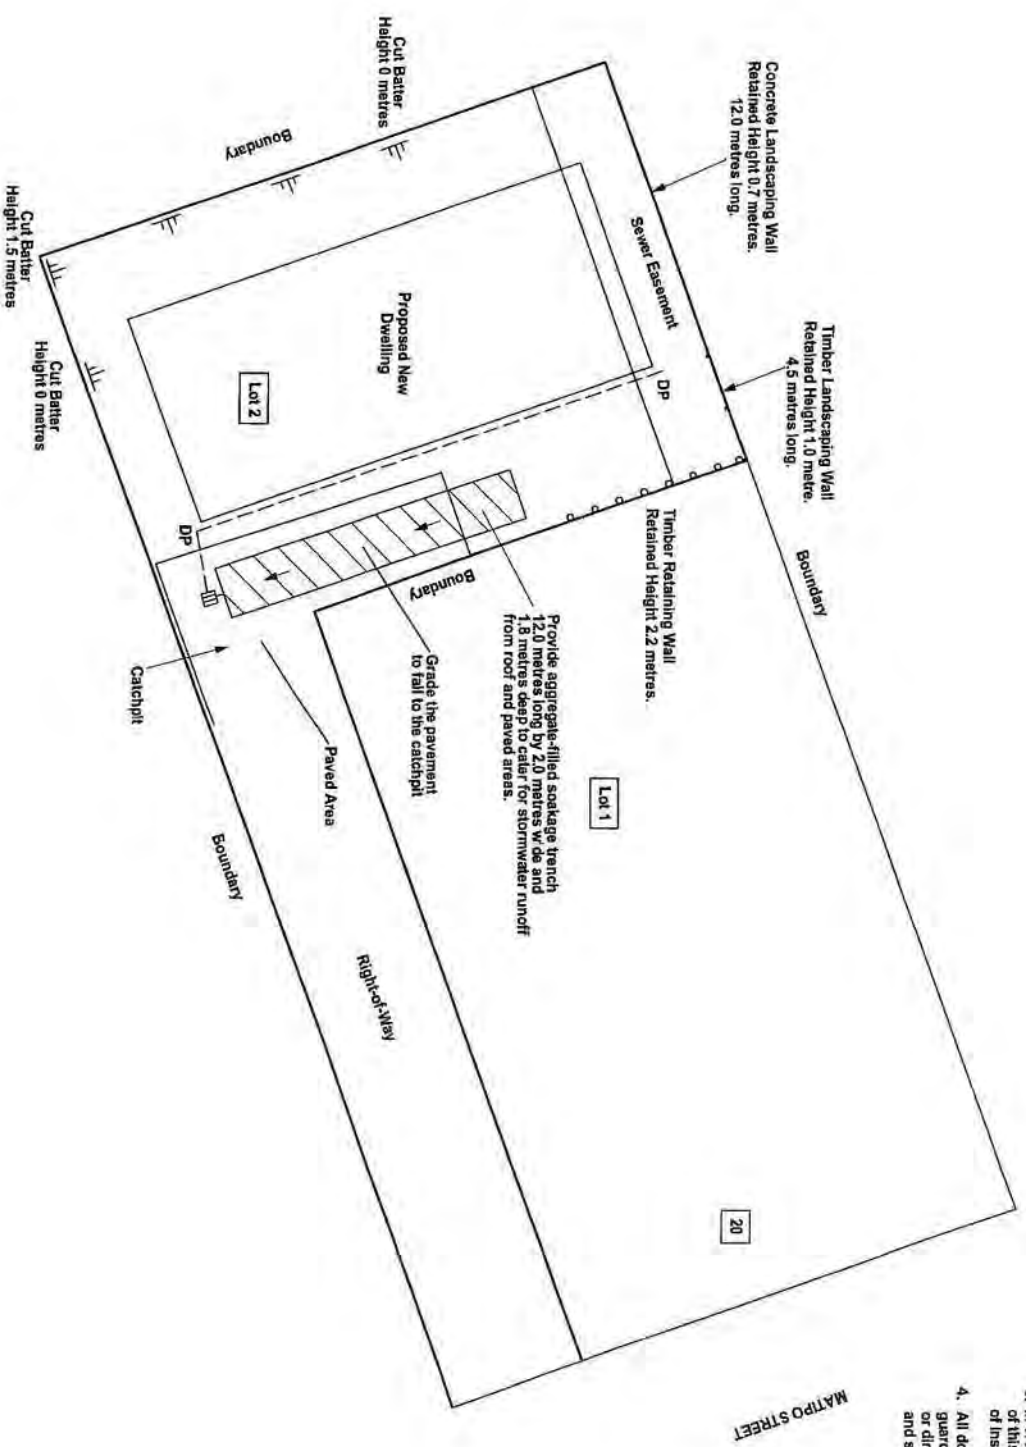 Concrete Landscaping Wall
Retained Height 0.7 metres.
12.0 metres long.
Timber Landscaping Wall
Retained Height 1.0 metre.
4.5 metres long.
Boundary
Cut Batter
Height 0 metres
Boundary
Sewer Easement
DP
Timber Retaining Wall
Retained Height 2.2 metres.
Proposed New
Dwelling
Lot 2
Lot 1
20
Boundary
Provide aggregate-filled soakage trench
12.0 metres long by 2.0 metres wide and
1.8 metres deep to cater for stormwater runoff
from roof and paved areas.
Grade the pavement
to fall to the catchpit
Paved Area
DP
Catchpit
Cut Batter
Height 1.5 metres
Cut Batter
Height 0 metres
Boundary
Right-of-Way
MATIPO STREET
of this
of ins
4. All d
guar
or di
and s